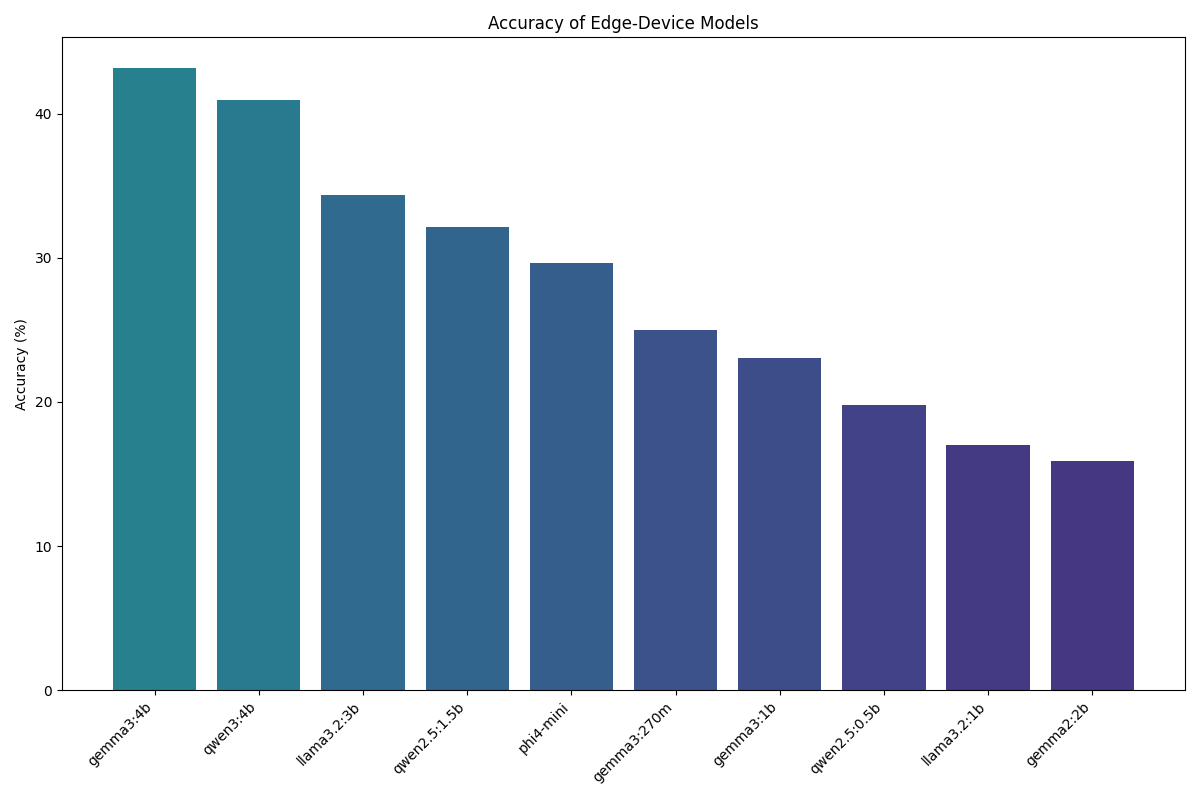 Accuracy of Edge-Device Models
Accuracy (%)
40
30
20
10
0
gemma3:4b
qwen3:4b
llama3.2:3b
qwen2.5:1.5b
phi4-mini
gemma3:270m
gemma3:1b
qwen2.5:0.5b
llama3.2:1b
gemma2:2b